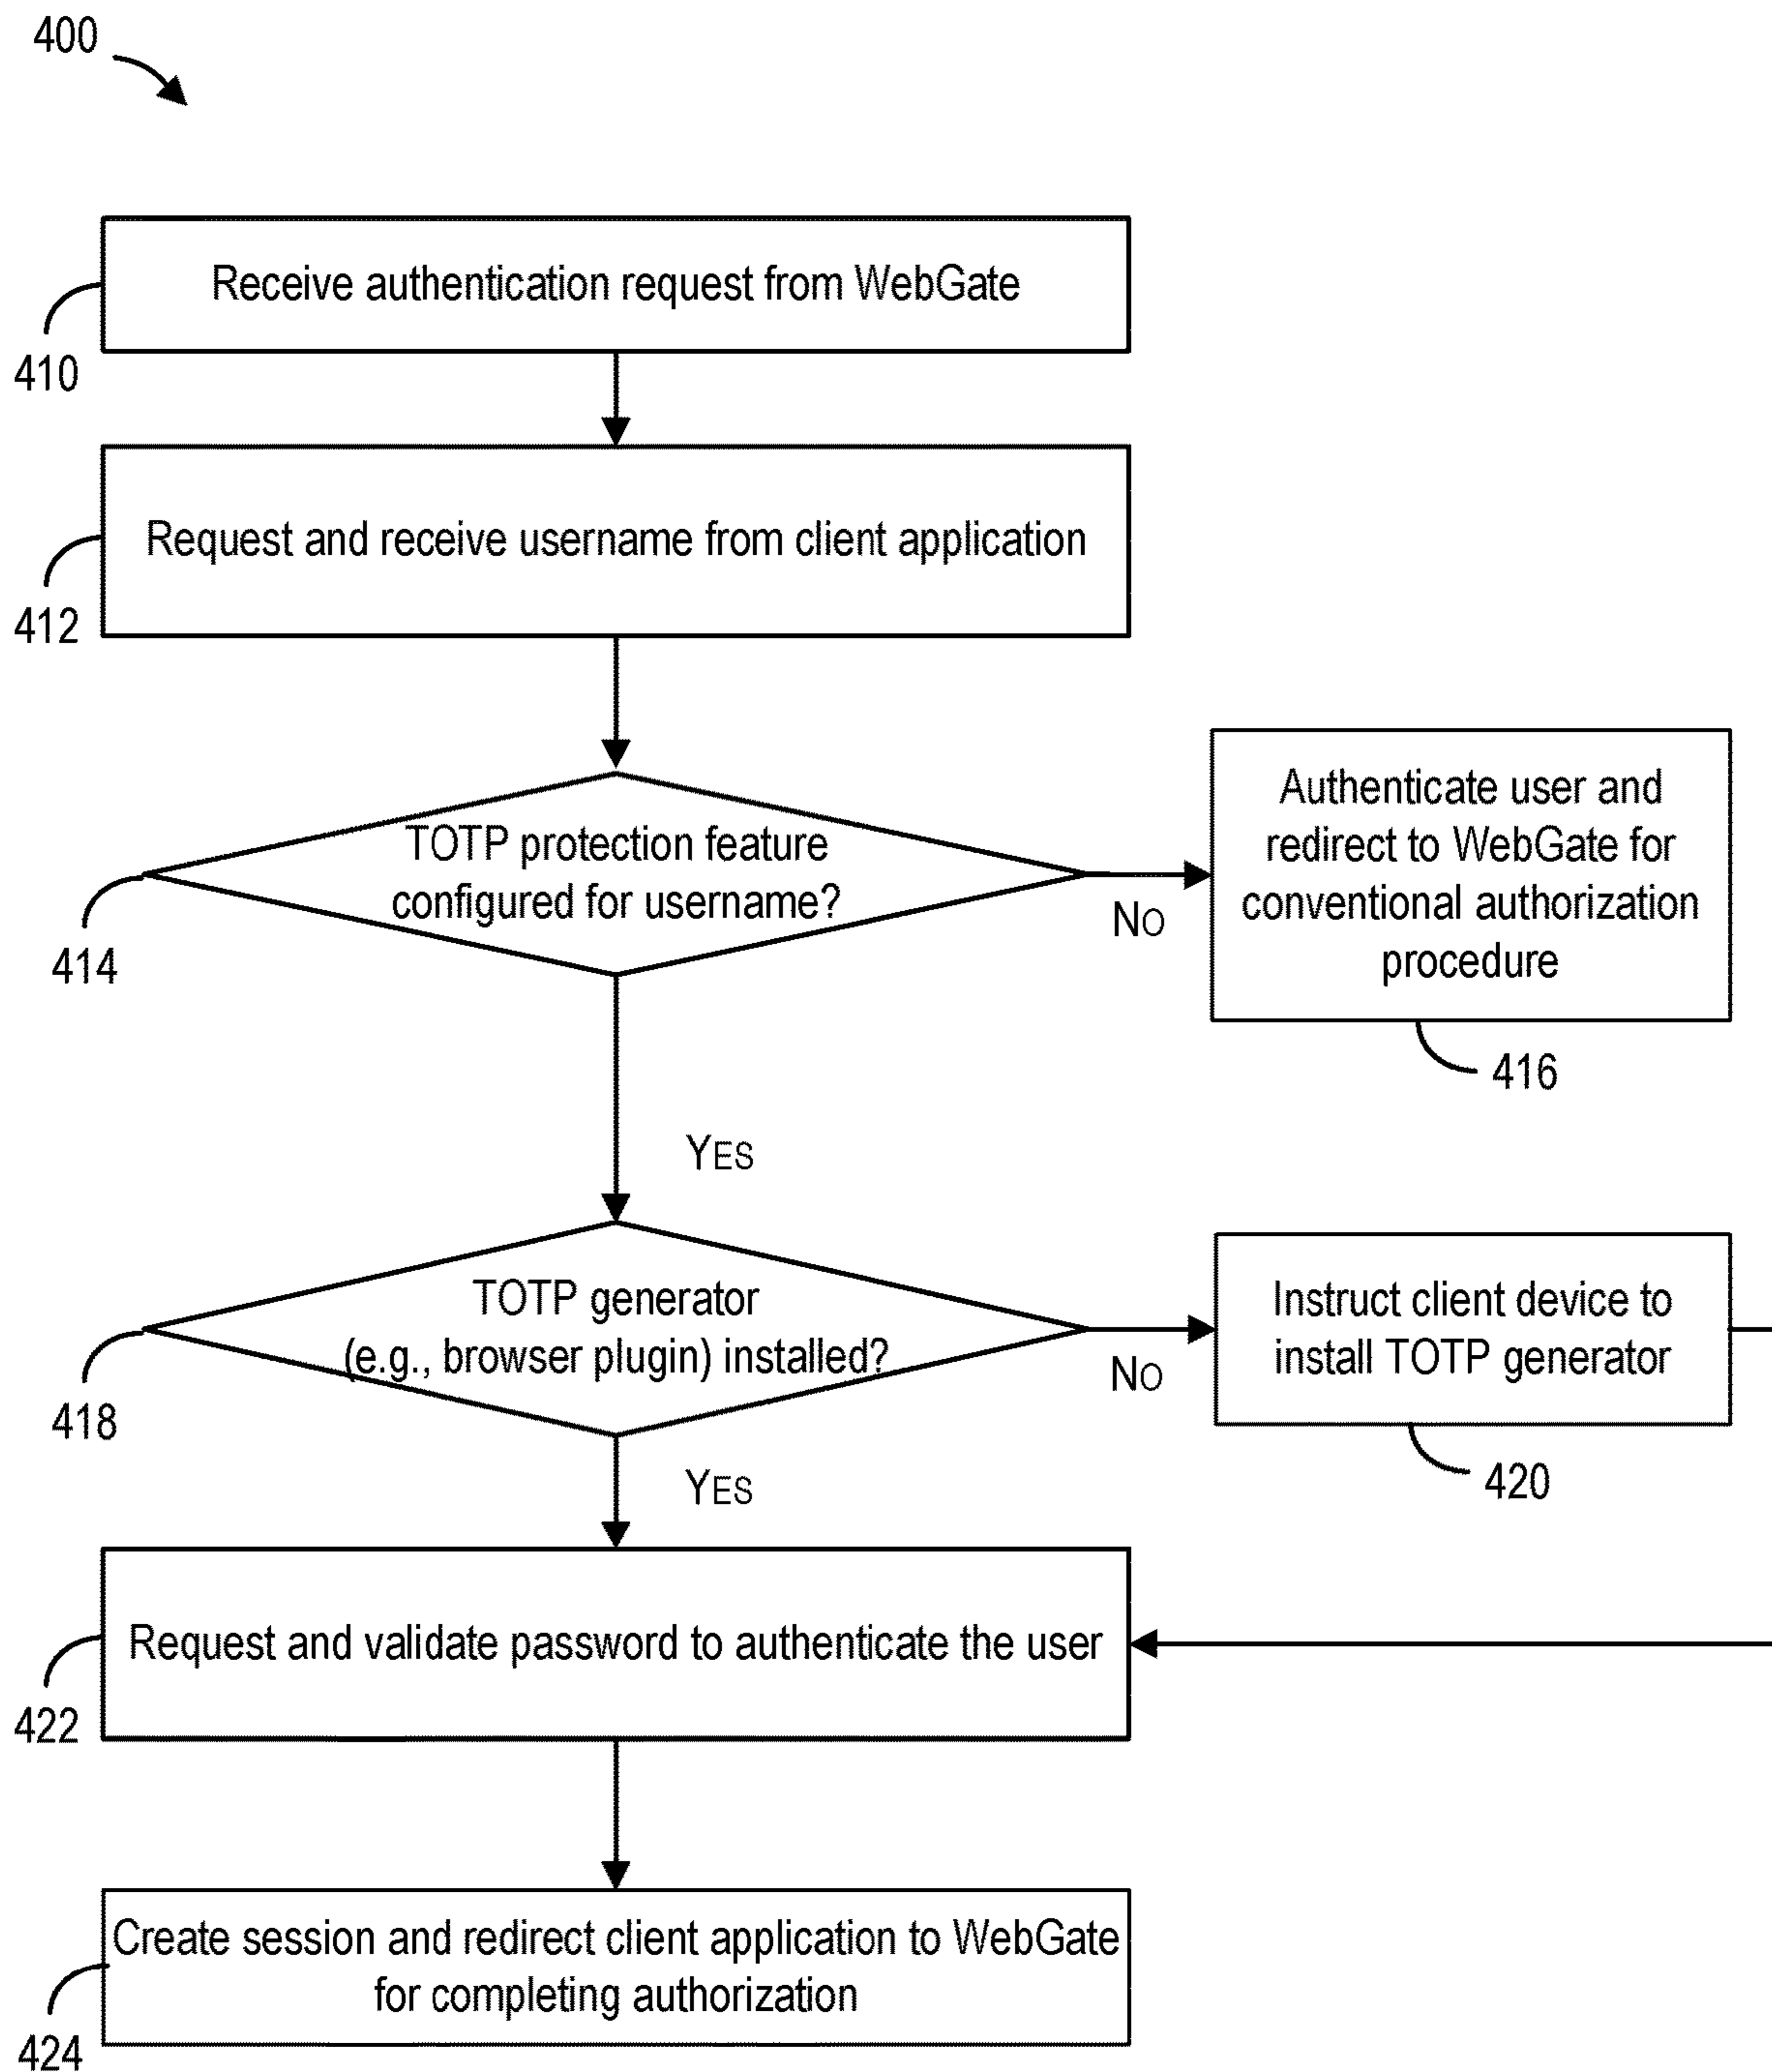 400
Receive authentication request from WebGate
410
Request and receive username from client application
412
TOTP protection feature
configured for username?
414
NO
Authenticate user and
redirect to WebGate for
conventional authorization
procedure
416
YES
TOTP generator
(e.g., browser plugin) installed?
418
NO
Instruct client device to
install TOTP generator
420
YES
Request and validate password to authenticate the user
422
Create session and redirect client application to WebGate
for completing authorization
424